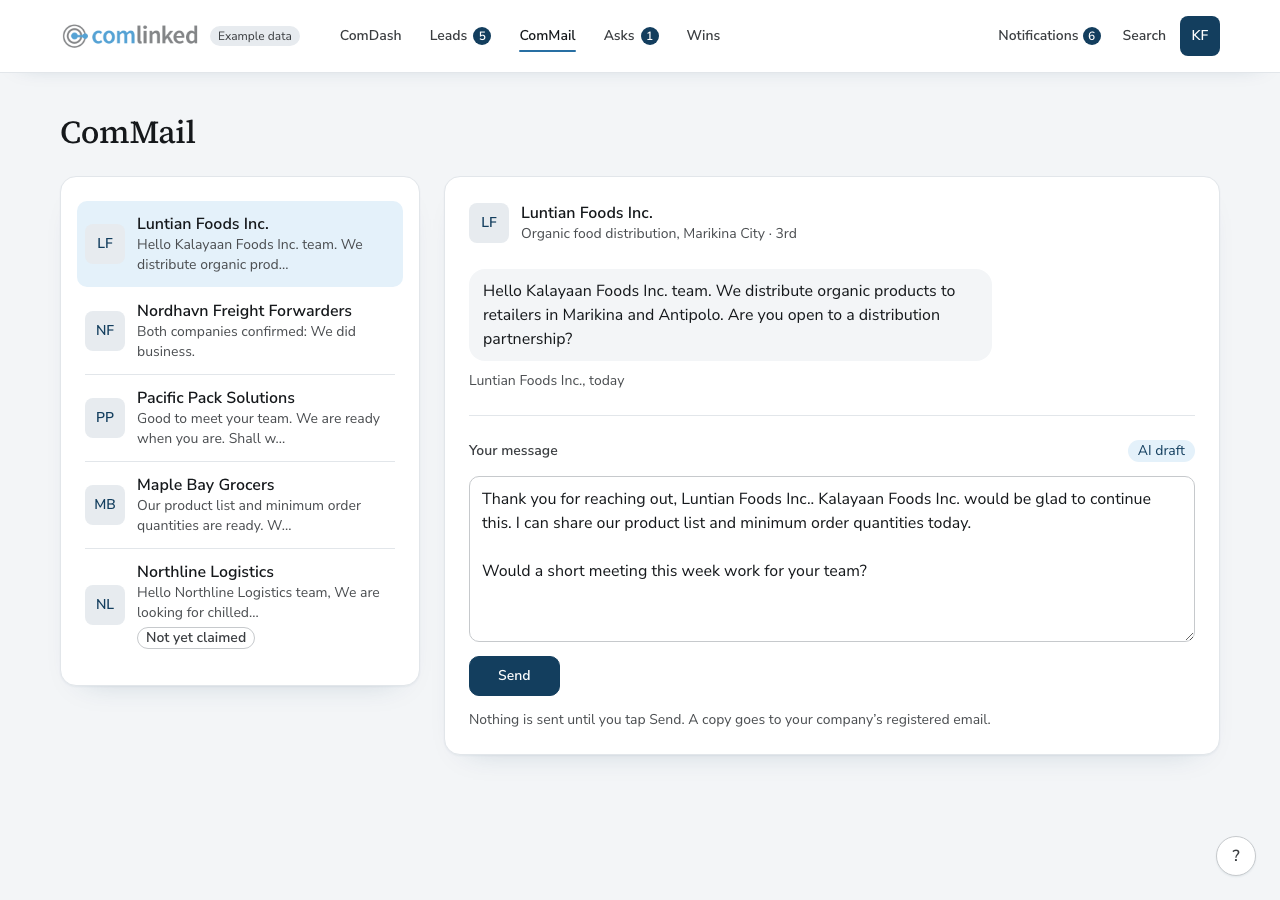 comlinked
Example data
ComDash
Leads 5
ComMail
Asks 1
Wins
Notifications 6
Search
KF
ComMail
LF
Luntian Foods Inc.
Hello Kalayaan Foods Inc. team. We
distribute organic prod...
NF
Nordhavn Freight Forwarders
Both companies confirmed: We did
business.
PP
Pacific Pack Solutions
Good to meet your team. We are ready
when you are. Shall w...
MB
Maple Bay Grocers
Our product list and minimum order
quantities are ready. W...
NL
Northline Logistics
Hello Northline Logistics team, We are
looking for chilled...
Not yet claimed
LF
Luntian Foods Inc.
Organic food distribution, Marikina City · 3rd
Hello Kalayaan Foods Inc. team. We distribute organic products to
retailers in Marikina and Antipolo. Are you open to a distribution
partnership?
Luntian Foods Inc., today
Your message
AI draft
Thank you for reaching out, Luntian Foods Inc.. Kalayaan Foods Inc. would be glad to continue
this. I can share our product list and minimum order quantities today.
Would a short meeting this week work for your team?
Send
Nothing is sent until you tap Send. A copy goes to your company’s registered email.
?